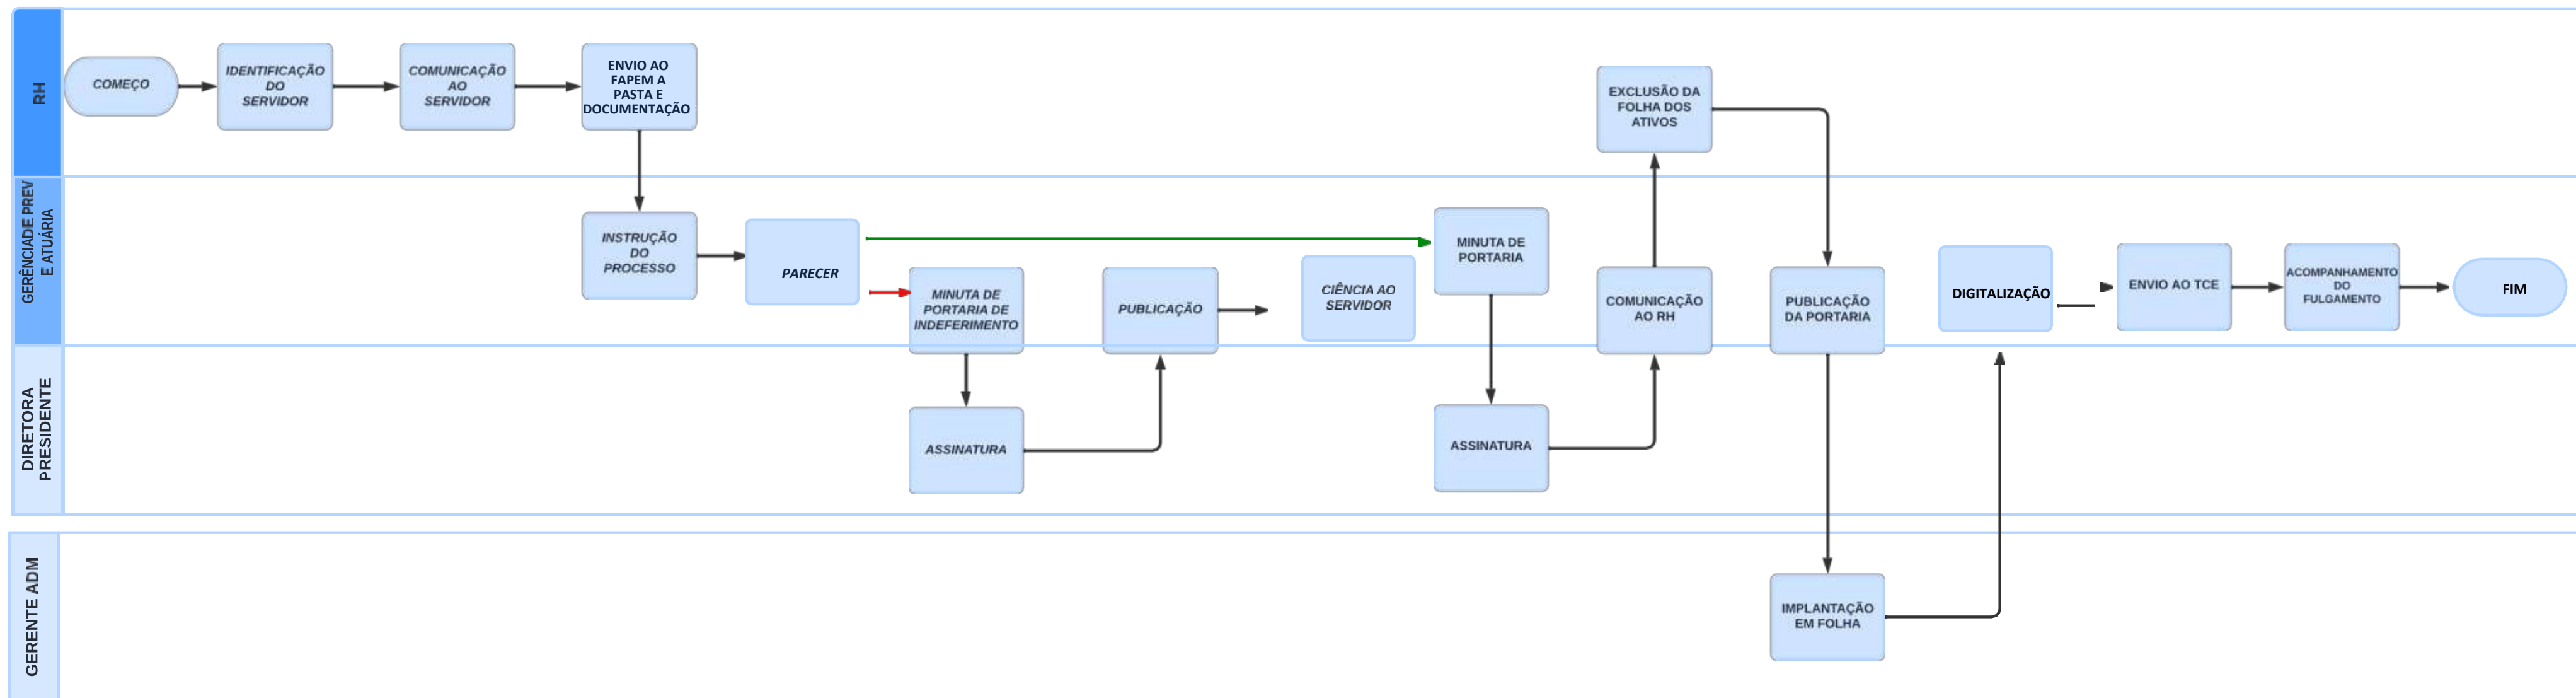 RH
COMEÇO
IDENTIFICAÇÃO
DO
SERVIDOR
COMUNICAÇÃO
AO
SERVIDOR
ENVIO AO
FAPEM A
PASTA E
DOCUMENTAÇÃO
EXCLUSÃO DA
FOLHA DOS
ATIVOS
GERÊNCIADE PREV
E ATUÁRIA
INSTRUÇÃO
DO
PROCESSO
PARECER
MINUTA DE
PORTARIA DE
INDEFERIMENTO
PUBLICAÇÃO
CIÊNCIA AO
SERVIDOR
MINUTA DE
PORTARIA
COMUNICAÇÃO
AO RH
PUBLICAÇÃO
DA PORTARIA
DIGITALIZAÇÃO
ENVIO AO TCE
ACOMPANHAMENTO
DO
FULGAMENTO
FIM
DIRETORA
PRESIDENTE
ASSINATURA
ASSINATURA
GERENTE ADM
IMPLANTAÇÃO
EM FOLHA